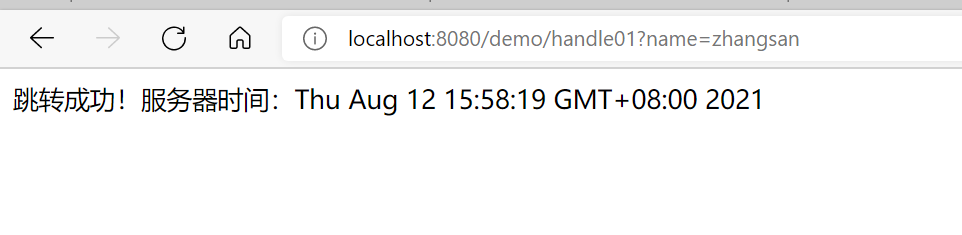 localhost:8080/demo/handle01?name=zhangsan
跳转成功！服务器时间：Thu Aug 12 15:58:19 GMT+08:00 2021